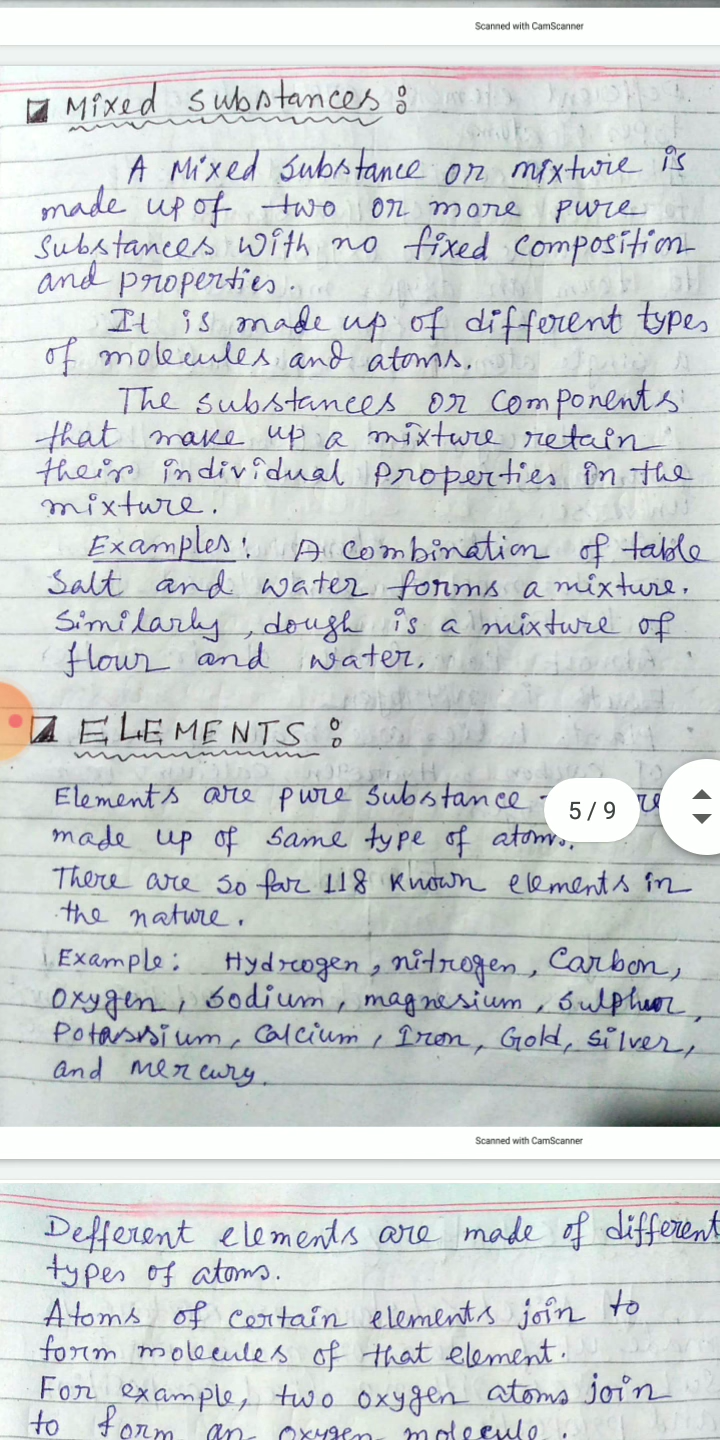 Scanned with CamScanner
Mixed Substances :
A Mixed Substance or mixture is
made up of two or more pure
Substances with no fixed composition
and properties.
It is made up of different types
of molecules and atoms.
The substances or components
that make up a mixture retain
their individual properties in the
mixture.
Examples: A combination of table
Salt and water forms a mixture.
Similarly, dough is a mixture of
flour and water.
ELEMENTS :
Elements are pure substance
5 / 9
made up of same type of atoms.
There are so far 118 known elements in
the nature.
Example: Hydrogen, nitrogen, Carbon,
Oxygen, Sodium, magnesium, Sulphur,
Potassium, Calcium, Iron, Gold, Silver,
and mercury.
Scanned with CamScanner
Defferent elements are made of different
types of atoms.
Atoms of certain elements join to
form molecules of that element.
For example, two oxygen atoms join
to form an oxygen molecule.